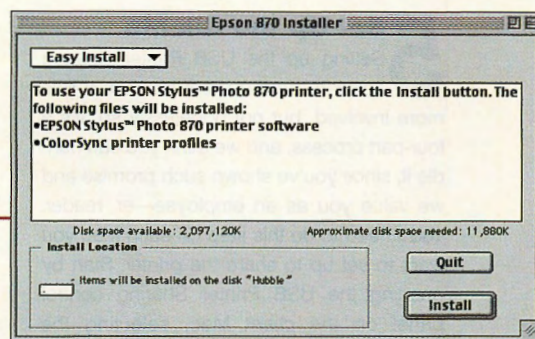 Epson 870 Installer
Easy Install
To use your EPSON Stylus™ Photo 870 printer, click the Install button. The
following files will be installed:
•EPSON Stylus™ Photo 870 printer software
•ColorSync printer profiles
Disk space available: 2,097,120K Approximate disk space needed: 11,880K
Install Location
Items will be installed on the disk "Hubble"
Quit
Install